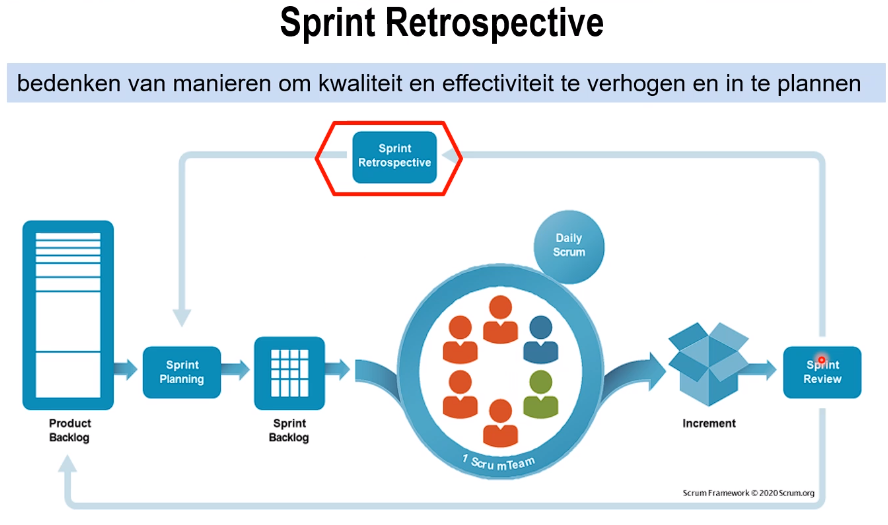 Sprint Retrospective
bedenken van manieren om kwaliteit en effectiviteit te verhogen en in te plannen
Sprint
Retrospective
Daily
Scrum
Sprint
Planning
Sprint
Review
Product
Backlog
Sprint
Backlog
Increment
1 Scru mTeam
Scrum Framework © 2020 Scrum.org